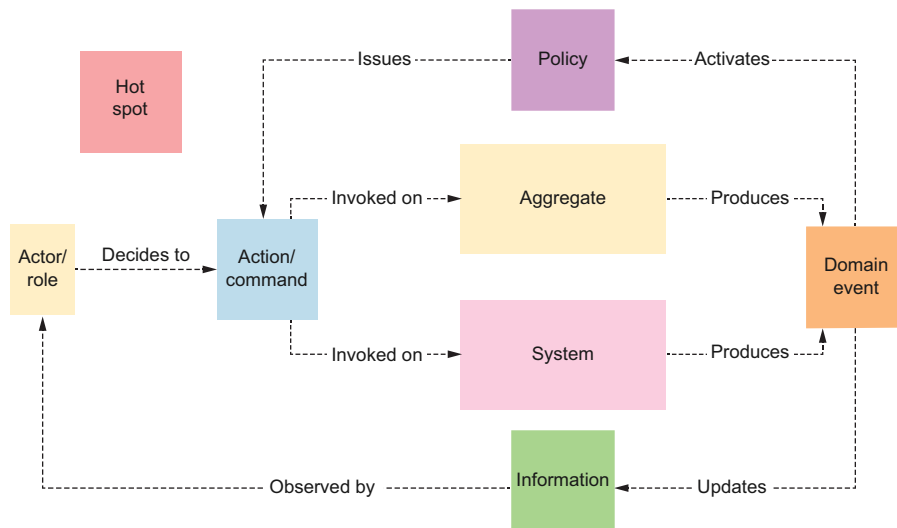 Issues
Policy
Activates
Hot
spot
Invoked on
Aggregate
Produces
Actor/
role
Decides to
Action/
command
Domain
event
Invoked on
System
Produces
Observed by
Information
Updates